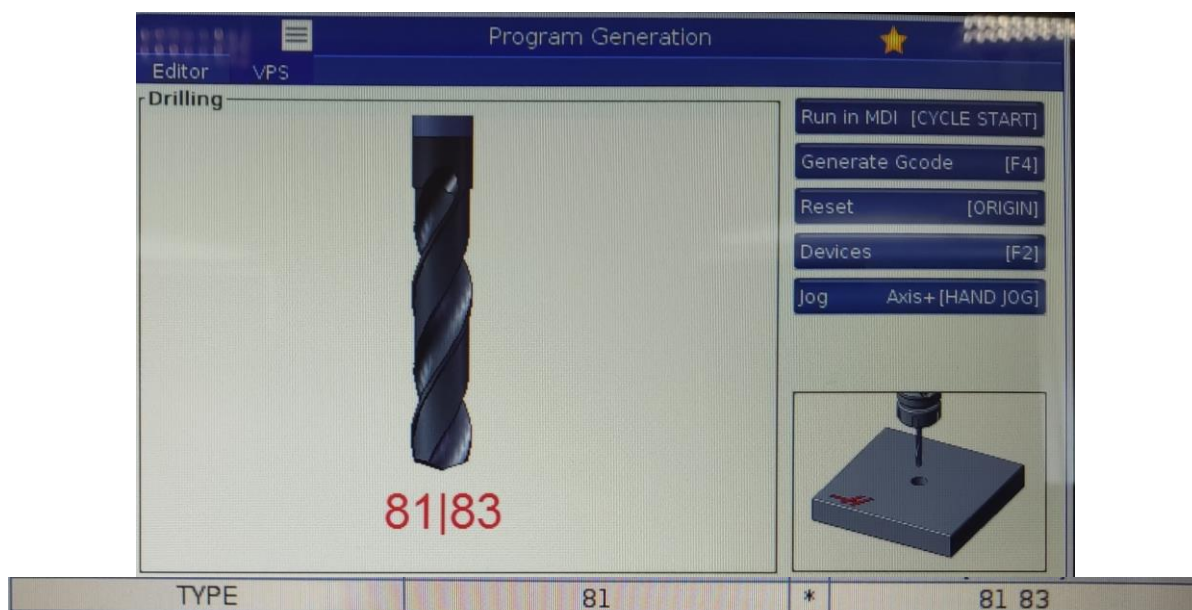 Program Generation
Editor VPS
Drilling
Run in MDI [CYCLE START]
Generate Gcode [F4]
Reset [ORIGIN]
Devices [F2]
Jog Axis+[HAND JOG]
81|83
TYPE 81 * 81 83